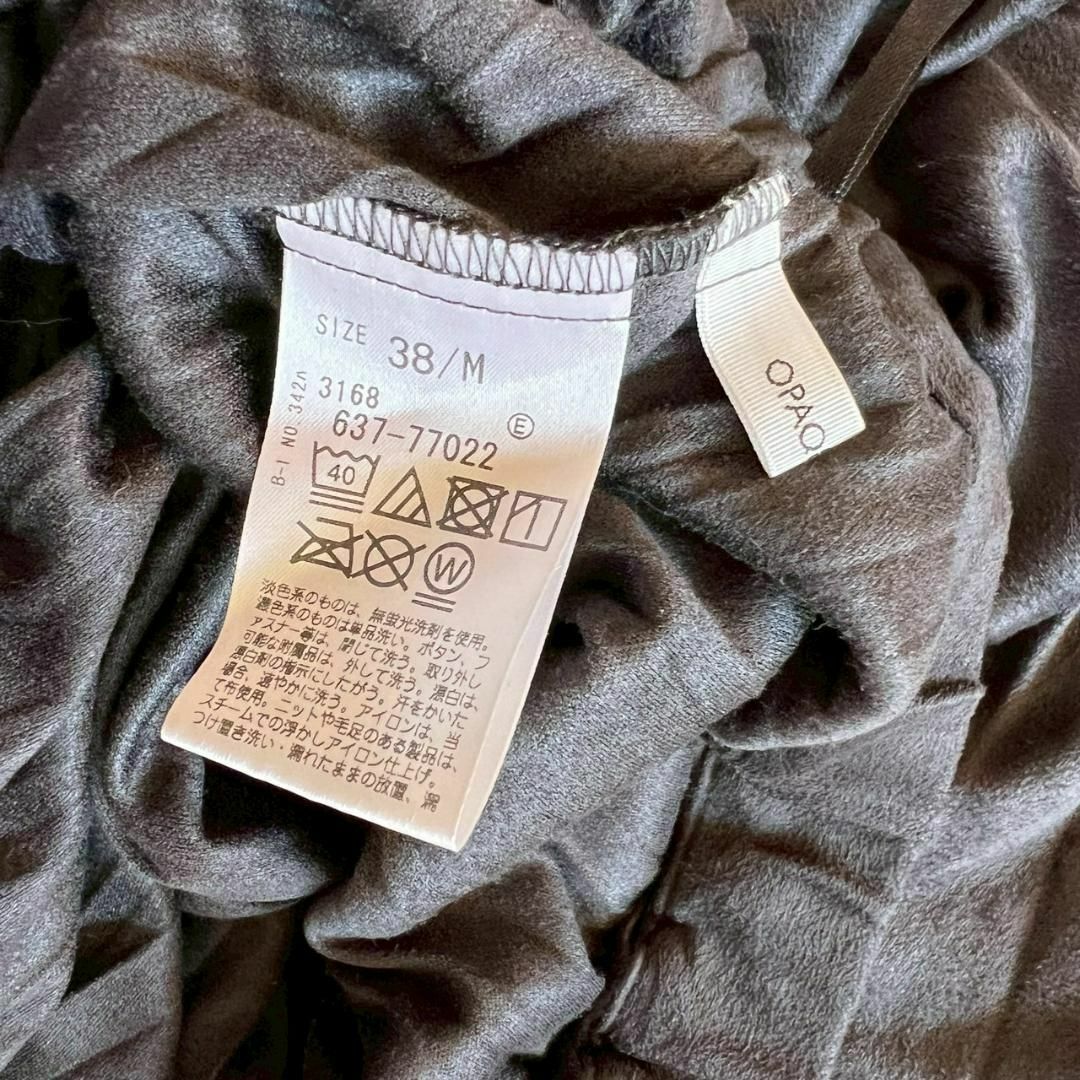 SIZE 38/M
3168
637-77022
E
B-1 NO 342
40
W
OPAQ
淡色系のものは、無蛍光洗剤を使用。
濃色系のものは単品洗い。ボタン、フ
ァスナー等は、閉じて洗う。取り外し
可能な附属品は、外して洗う。漂白は、
漂白剤の指示にしたがう。汗をかいた
場合、速やかに洗う。アイロンは、当
て布使用。ニットや毛足のある製品は、
スチームでの浮かしアイロン仕上げ。
つけ置き洗い・濡れたままの放置、濡